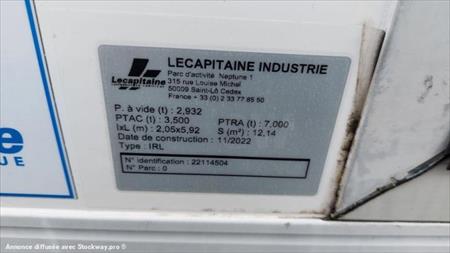 LECAPITAINE INDUSTRIE
Parc d'activité Neptune 1
315 rue Louise Michel
50009 Saint-Lô Cedex
France + 33 (0) 2 33 77 85 50
Lecapitaine
P. à vide (t) : 2,932
PTAC (t) : 3,500 PTRA (t) : 7,000
lxL (m) : 2,05x5,92 S (m²) : 12,14
Date de construction : 11/2022
Type : IRL
N° identification : 22114504
N° Parc : 0
e
QUE
Annonce diffusée avec Stockway.pro ®